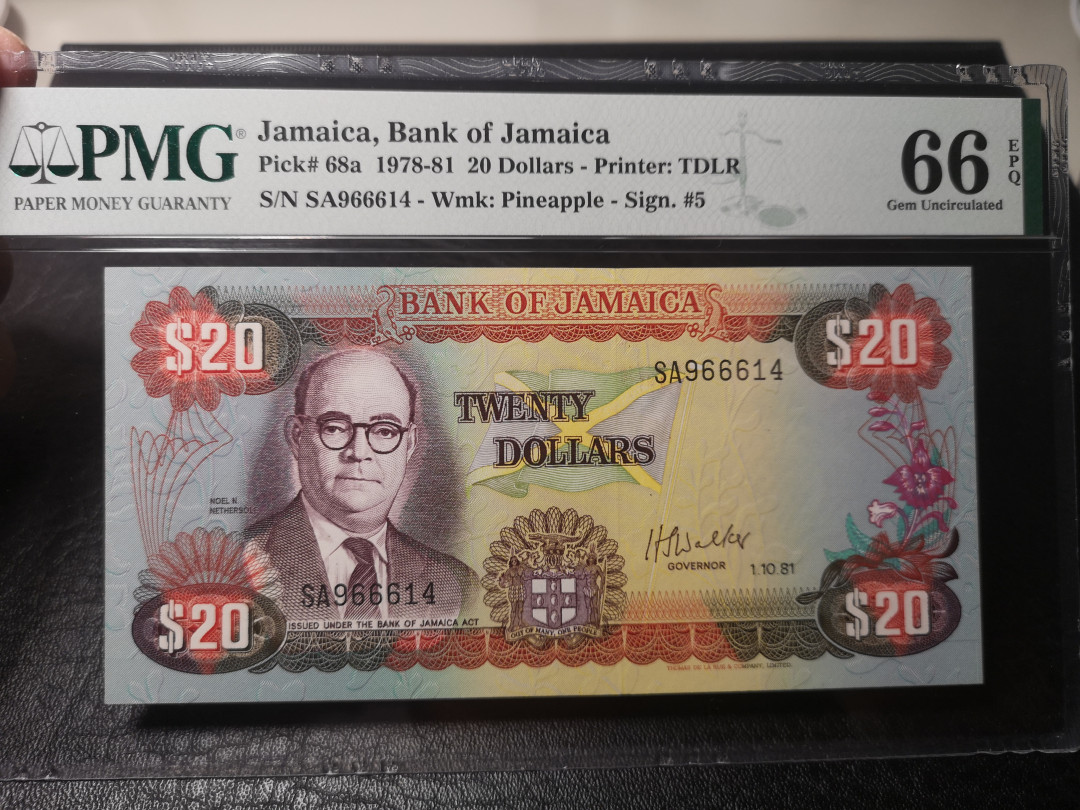 PMG®
PAPER MONEY GUARANTY
Jamaica, Bank of Jamaica
Pick# 68a 1978-81 20 Dollars - Printer: TDLR
S/N SA966614 - Wmk: Pineapple - Sign. #5
66
EPQ
Gem Uncirculated
BANK OF JAMAICA
$20
$20
SA966614
TWENTY
DOLLARS
NOEL N
NETHERSOLE
HSWalker
GOVERNOR
1.10.81
SA966614
$20
$20
ISSUED UNDER THE BANK OF JAMAICA ACT
OUT OF MANY, ONE PEOPLE
THOMAS DE LA RUE & COMPANY, LIMITED